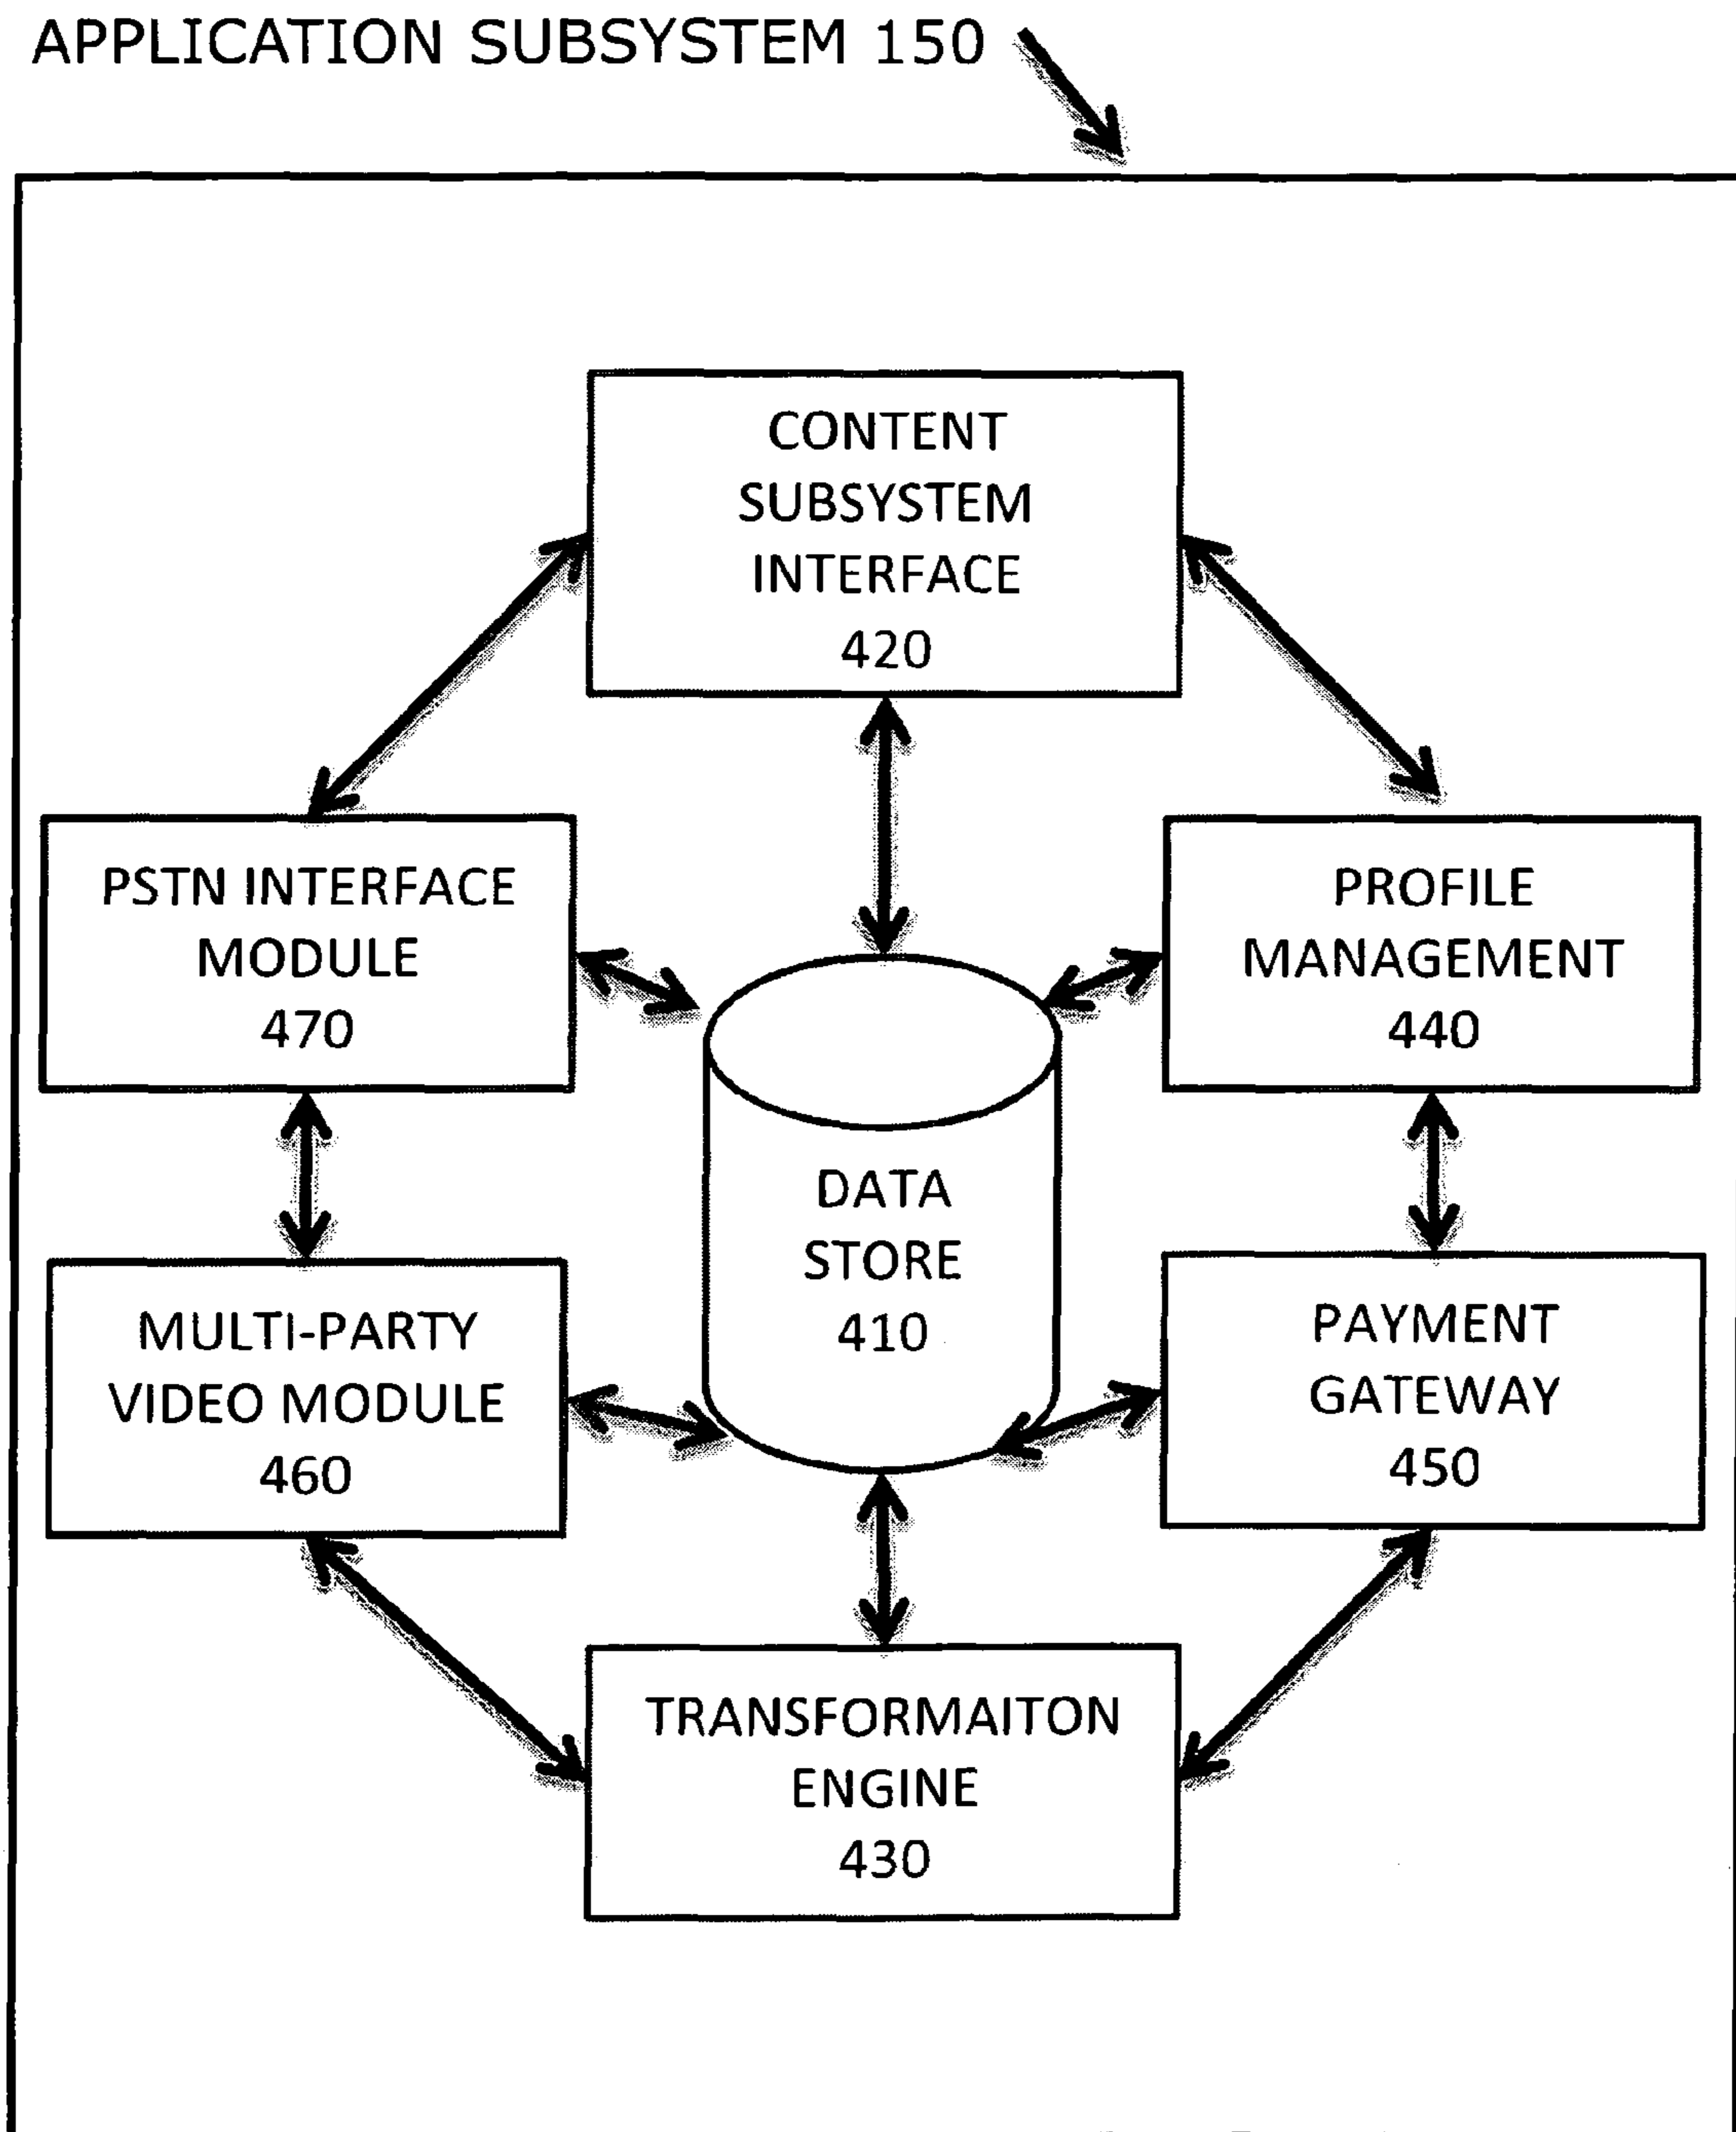 APPLICATION SUBSYSTEM 150
CONTENT
SUBSYSTEM
INTERFACE
420
PSTN INTERFACE
MODULE
470
PROFILE
MANAGEMENT
440
DATA
STORE
410
MULTI-PARTY
VIDEO MODULE
460
PAYMENT
GATEWAY
450
TRANSFORMAITON
ENGINE
430